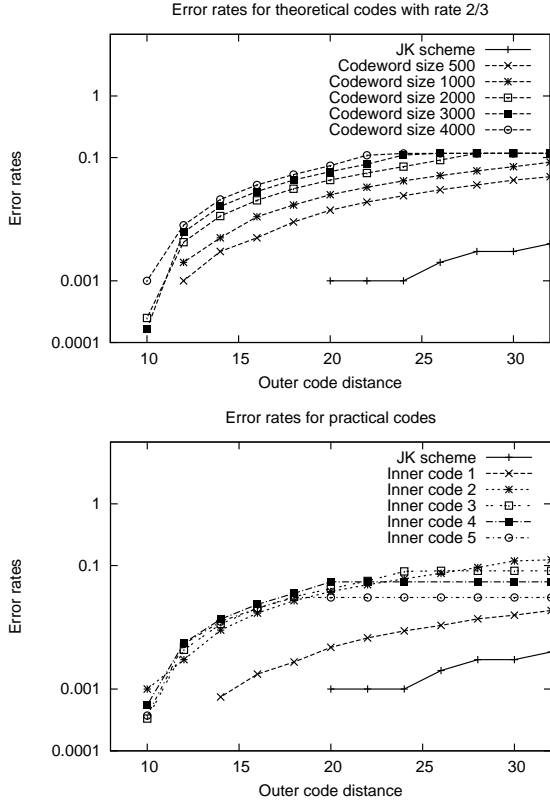 Error rates for theoretical codes with rate 2/3
JK scheme
Codeword size 500
Codeword size 1000
Codeword size 2000
Codeword size 3000
Codeword size 4000
1
0.1
0.001
0.0001
Error rates
10 15 20 25 30
Outer code distance
Error rates for practical codes
JK scheme
Inner code 1
Inner code 2
Inner code 3
Inner code 4
Inner code 5
1
0.1
0.001
0.0001
Error rates
10 15 20 25 30
Outer code distance